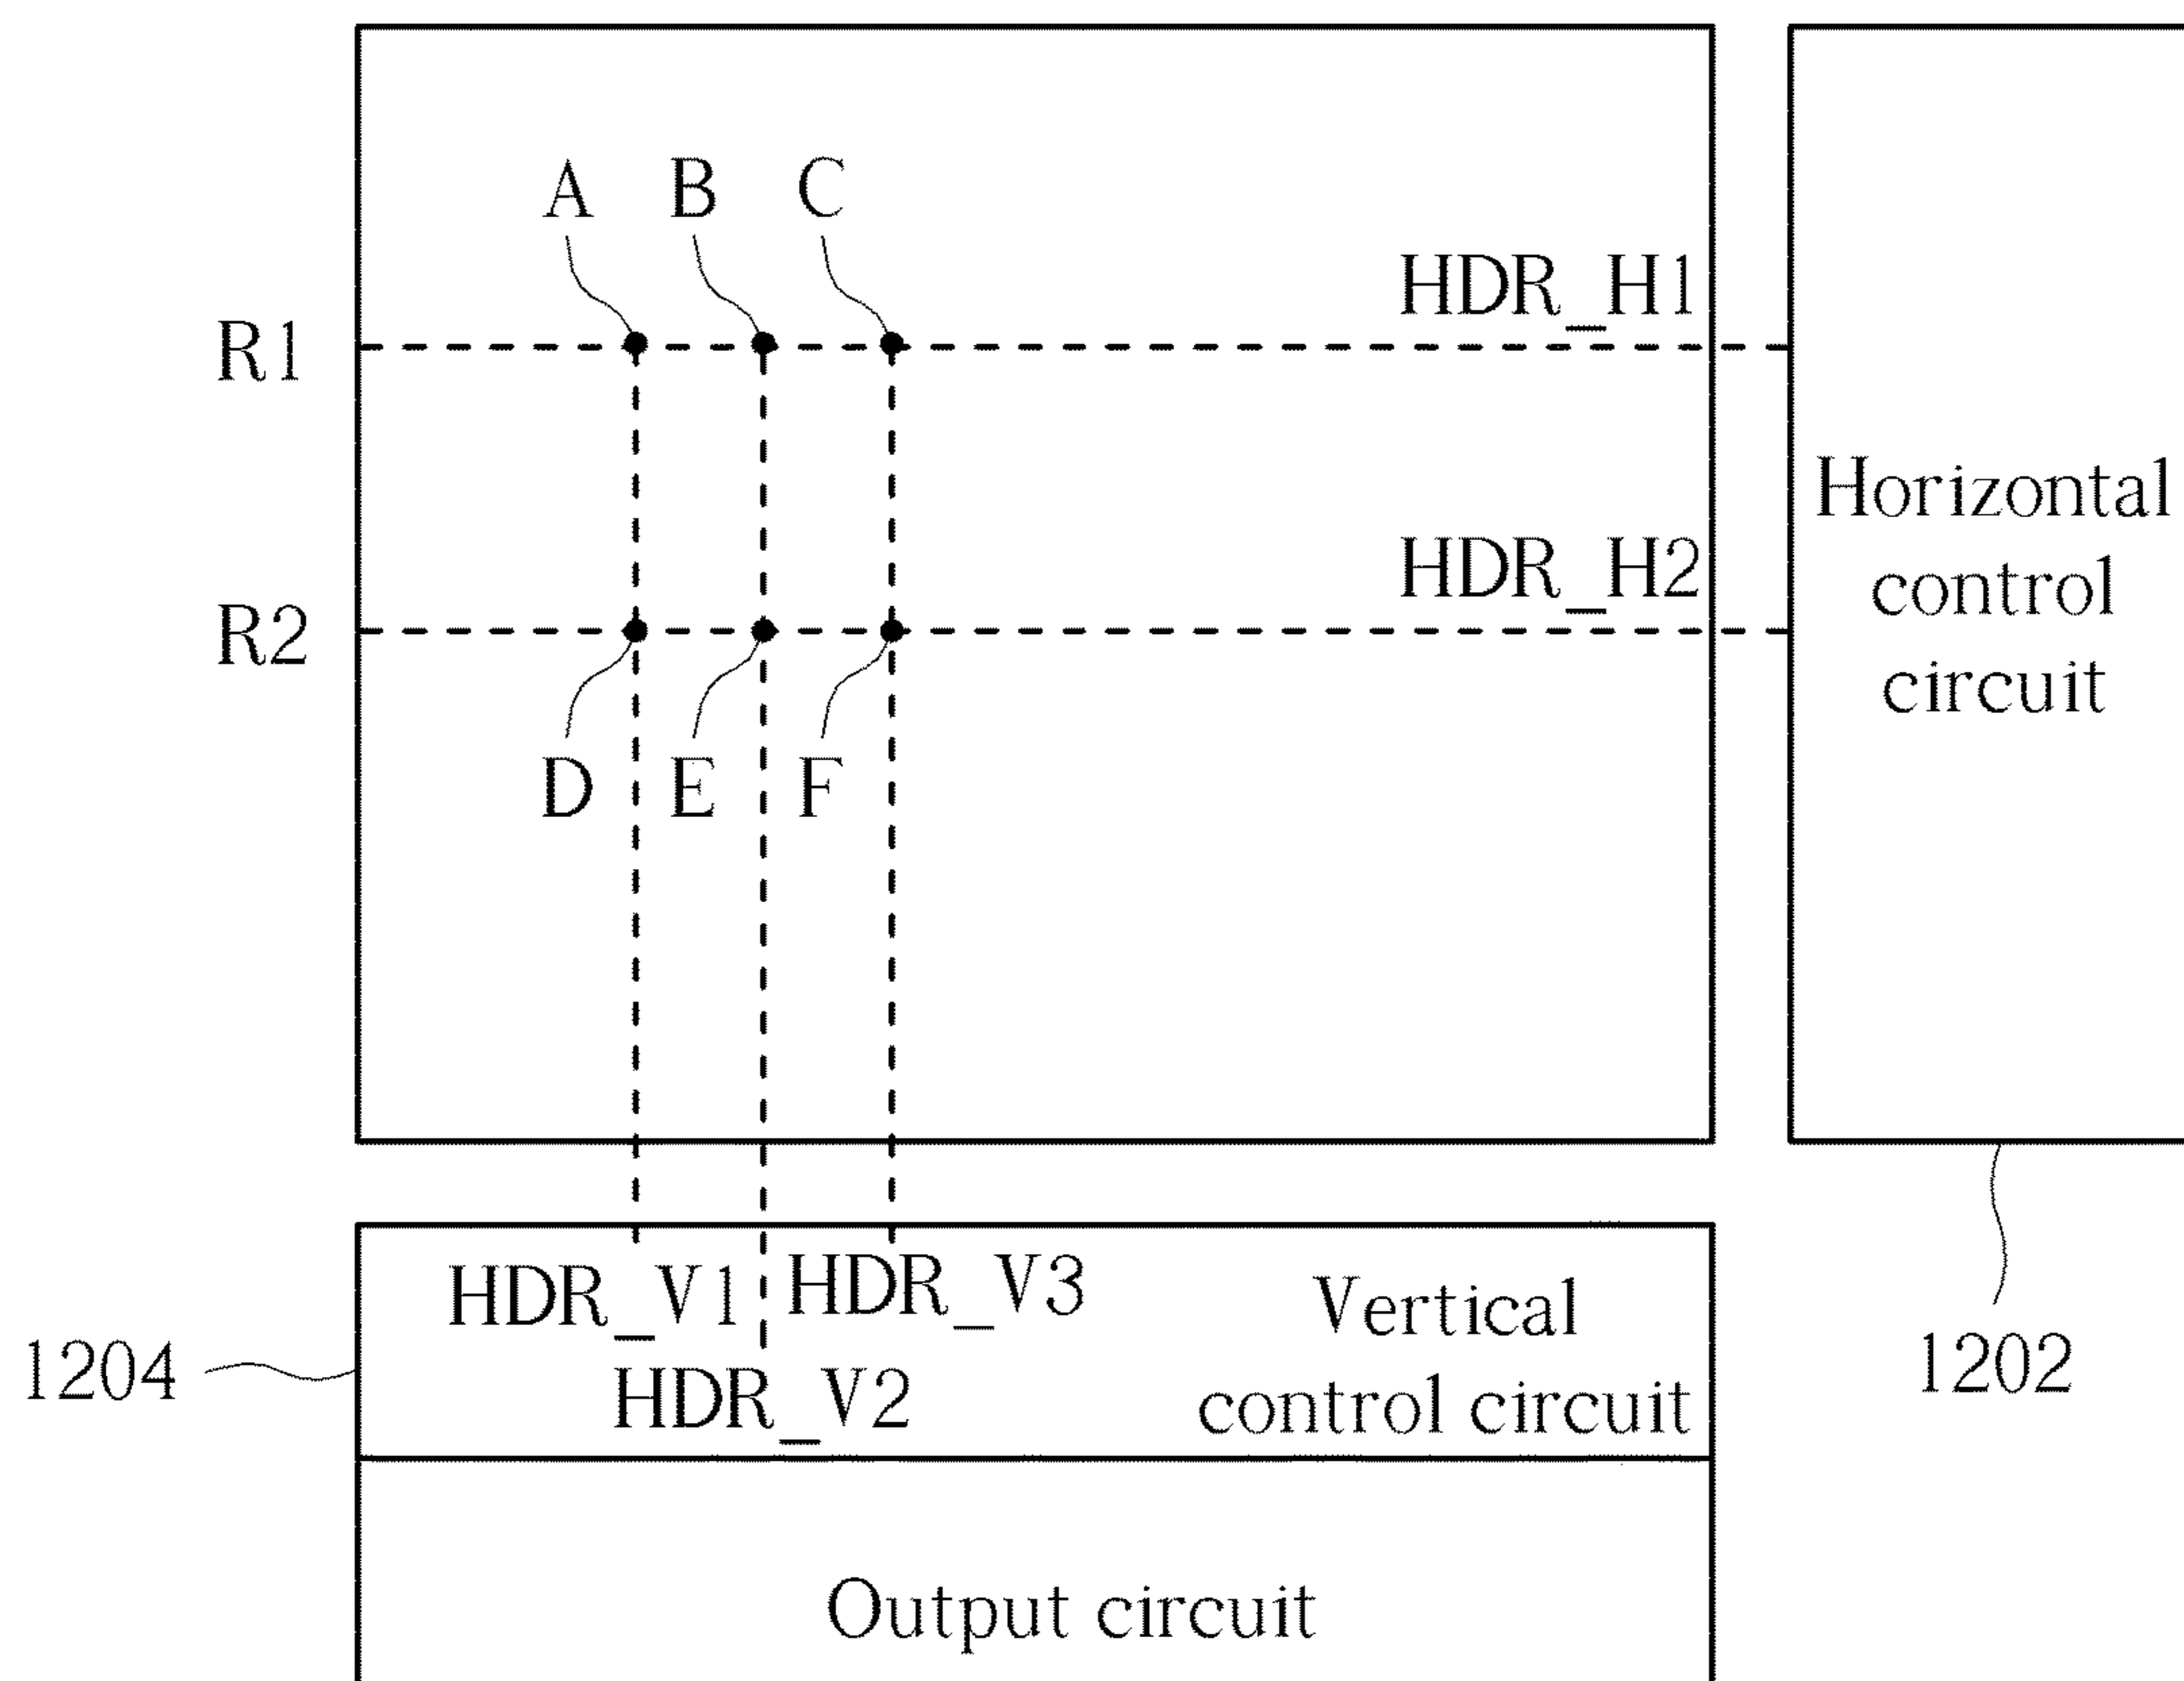 A B C
HDR_H1
R1
Horizontal
control
circuit
HDR_H2
R2
D E F
HDR_V1 HDR_V3
HDR_V2
Vertical
control circuit
1204
1202
Output circuit